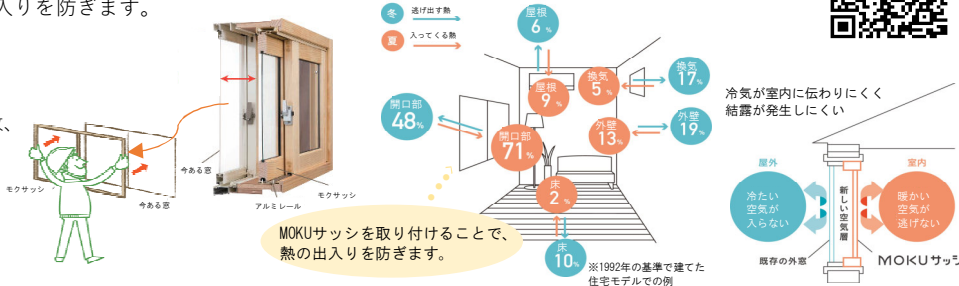 入りを防ぎます。
モクサッシ
今ある窓
今ある窓
アルミレール
モクサッシ
冬
逃げ出す熱
夏
入ってくる熱
屋根
6%
屋根
9%
換気
5%
換気
17%
開口部
48%
開口部
71%
外壁
13%
外壁
19%
床
2%
床
10%
MOKUサッシを取り付けることで、
熱の出入りを防ぎます。
※1992年の基準で建てた
住宅モデルでの例
冷気が室内に伝わりにくく
結露が発生しにくい
屋外
室内
冷たい
空気が
入らない
新しい空気層
暖かい
空気が
逃げない
既存の外窓
MOKUサッシ